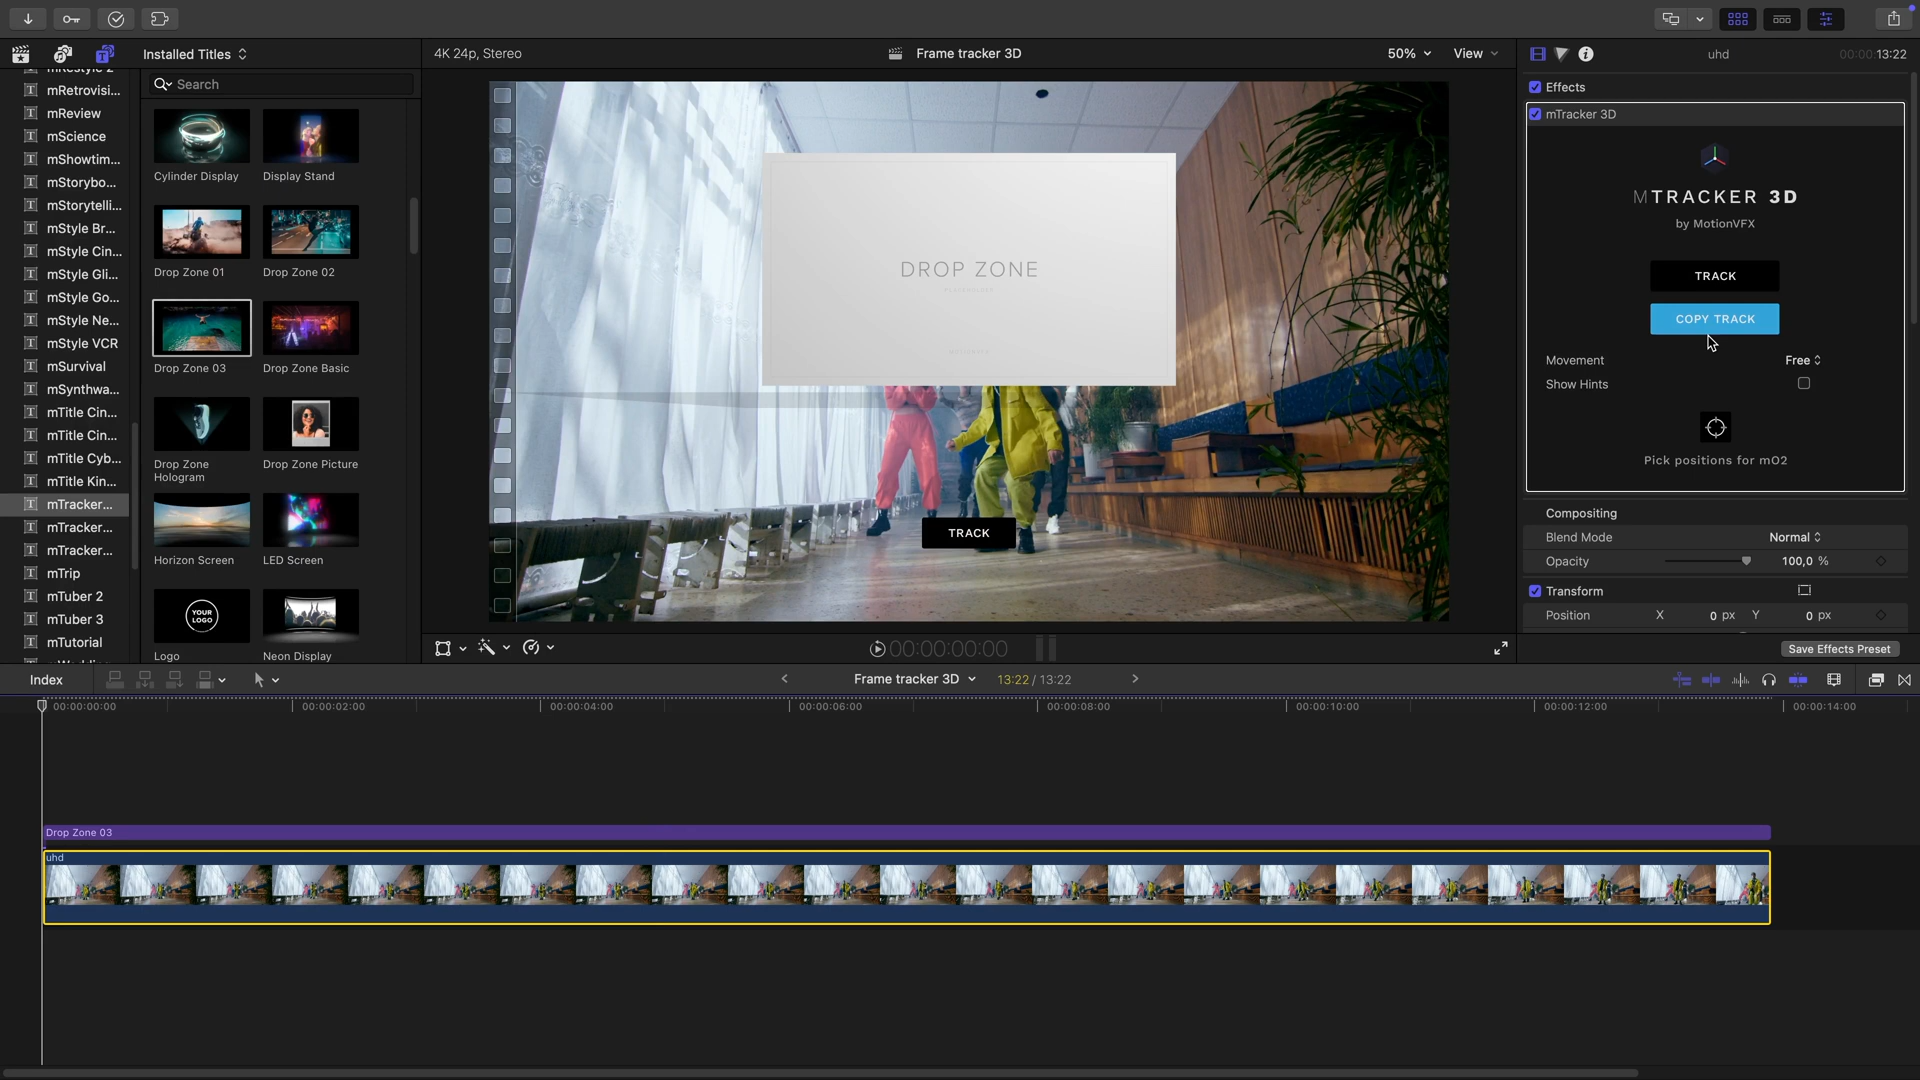 Installed Titles
4K 24p, Stereo
Frame tracker 3D
50%
View
uhd
00:00:13:22
Search
mRetrovisi...
mReview
mScience
mShowtim...
mStorybo...
mStorytelli...
mStyle Br...
mStyle Cin...
mStyle Gli...
mStyle Go...
mStyle Ne...
mStyle VCR
mSurvival
mSynthwa...
mTitle Cin...
mTitle Cin...
mTitle Cyb...
mTitle Kin...
mTracker...
mTracker...
mTracker...
mTrip
mTuber 2
mTuber 3
mTutorial
Cylinder Display
Display Stand
Drop Zone 01
Drop Zone 02
Drop Zone 03
Drop Zone Basic
Drop Zone
Hologram
Drop Zone Picture
Horizon Screen
LED Screen
YOUR
LOGO
Logo
Neon Display
DROP ZONE
TRACK
Effects
mTracker 3D
MTRACKER 3D
by MotionVFX
TRACK
COPY TRACK
Movement
Free
Show Hints
Pick positions for mO2
Compositing
Blend Mode
Normal
Opacity
100,0 %
Transform
Position
X
0 px
Y
0 px
Save Effects Preset
00:00:00:00
Index
Frame tracker 3D
13:22 / 13:22
00:00:00:00
00:00:02:00
00:00:04:00
00:00:06:00
00:00:08:00
00:00:10:00
00:00:12:00
00:00:14:00
Drop Zone 03
uhd